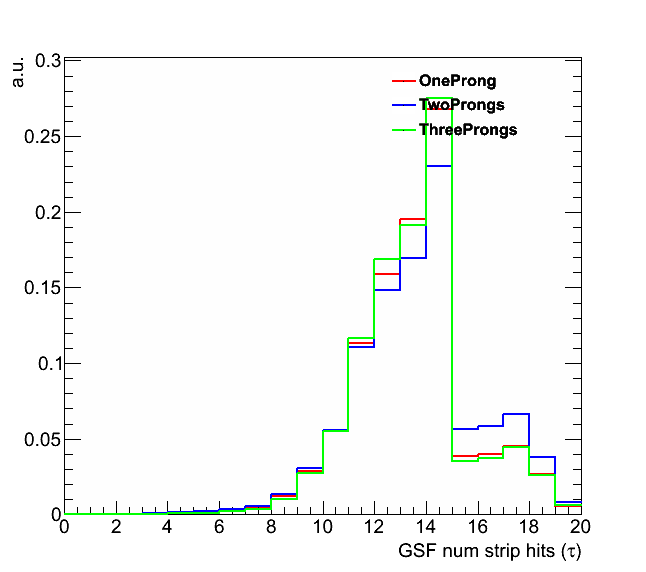 a.u.
0.3
0.25
0.2
0.15
0.1
0.05
0
OneProng
TwoProngs
ThreeProngs
0 2 4 6 8 10 12 14 16 18 20
GSF num strip hits (τ)